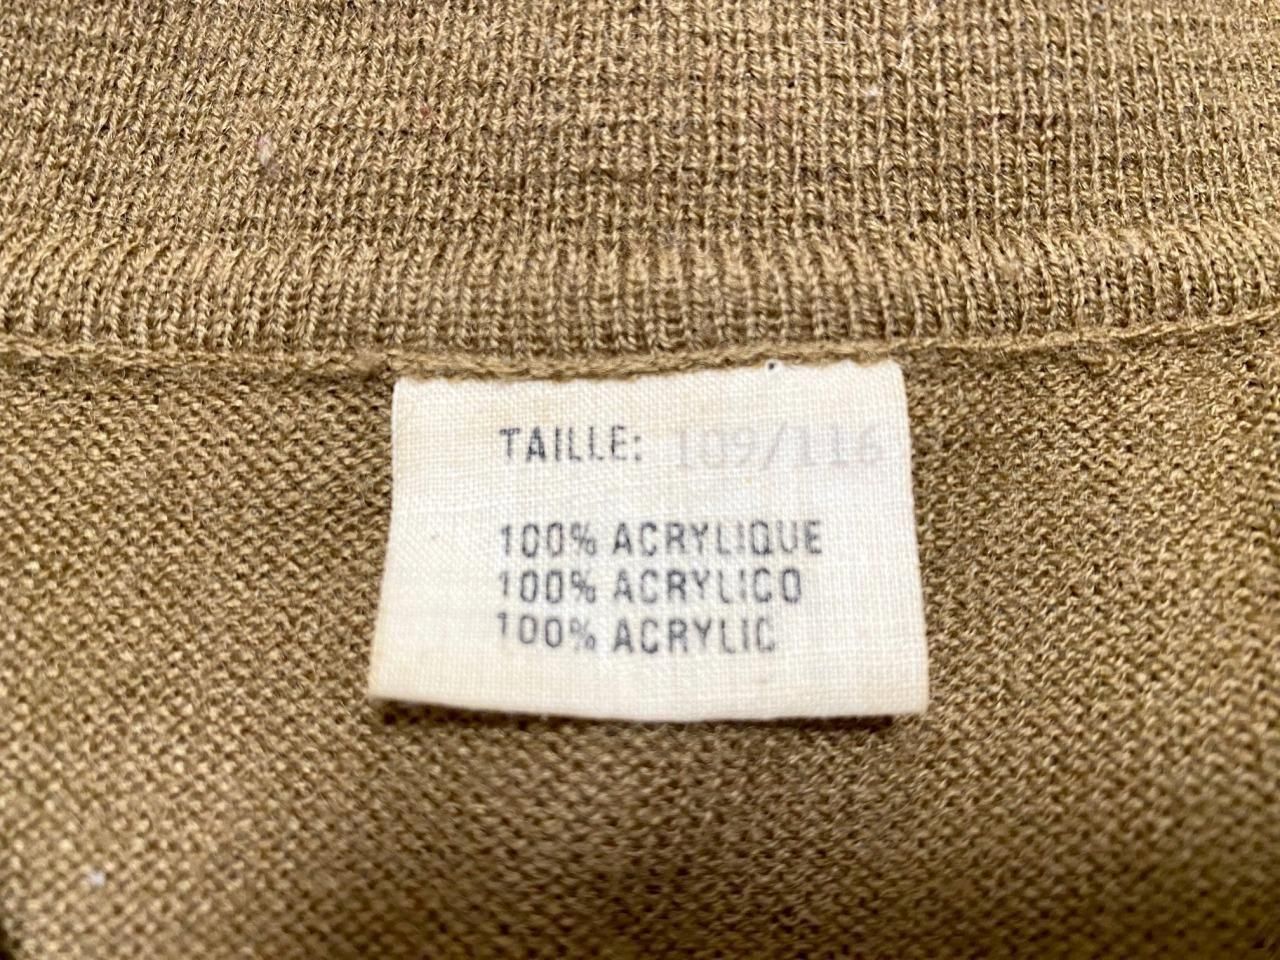 TAILLE: 109/116
100% ACRYLIQUE
100% ACRYLICO
100% ACRYLIC